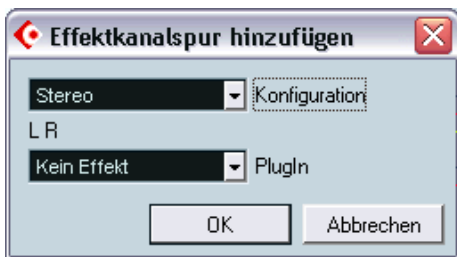 Effektkanalspur hinzufügen
Stereo Konfiguration
L R
Kein Effekt PlugIn
OK Abbrechen